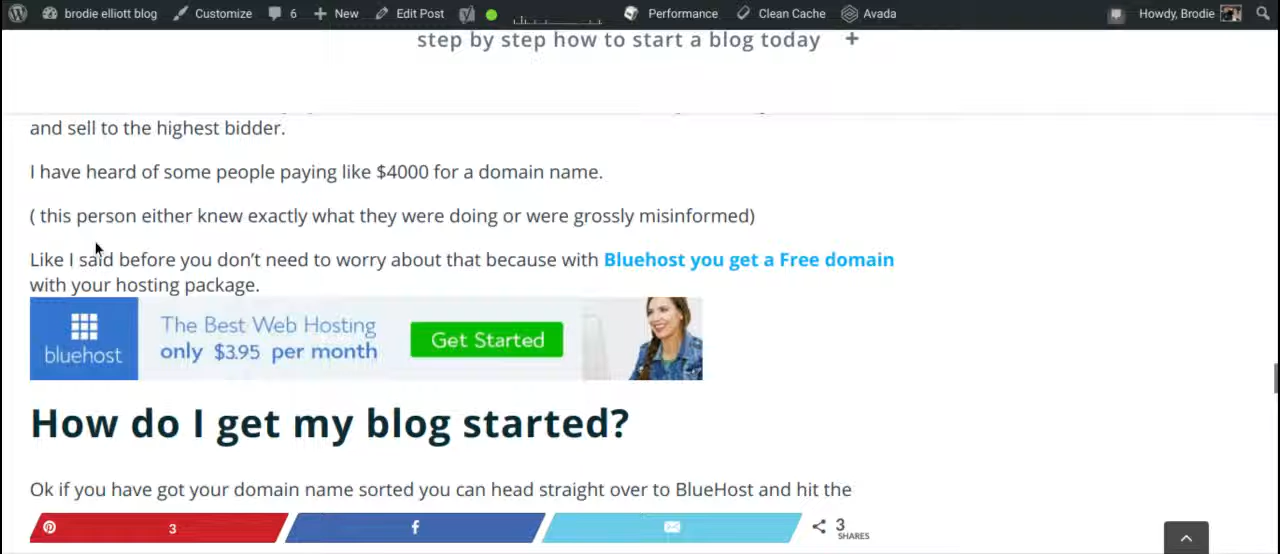 brodie elliott blog Customize 6 New Edit Post Performance Clean Cache Avada Howdy, Brodie
step by step how to start a blog today +
and sell to the highest bidder.
I have heard of some people paying like $4000 for a domain name.
( this person either knew exactly what they were doing or were grossly misinformed)
Like I said before you don't need to worry about that because with Bluehost you get a Free domain
with your hosting package.
bluehost
The Best Web Hosting
only $3.95 per month
Get Started
How do I get my blog started?
Ok if you have got your domain name sorted you can head straight over to BlueHost and hit the
3
3
SHARES